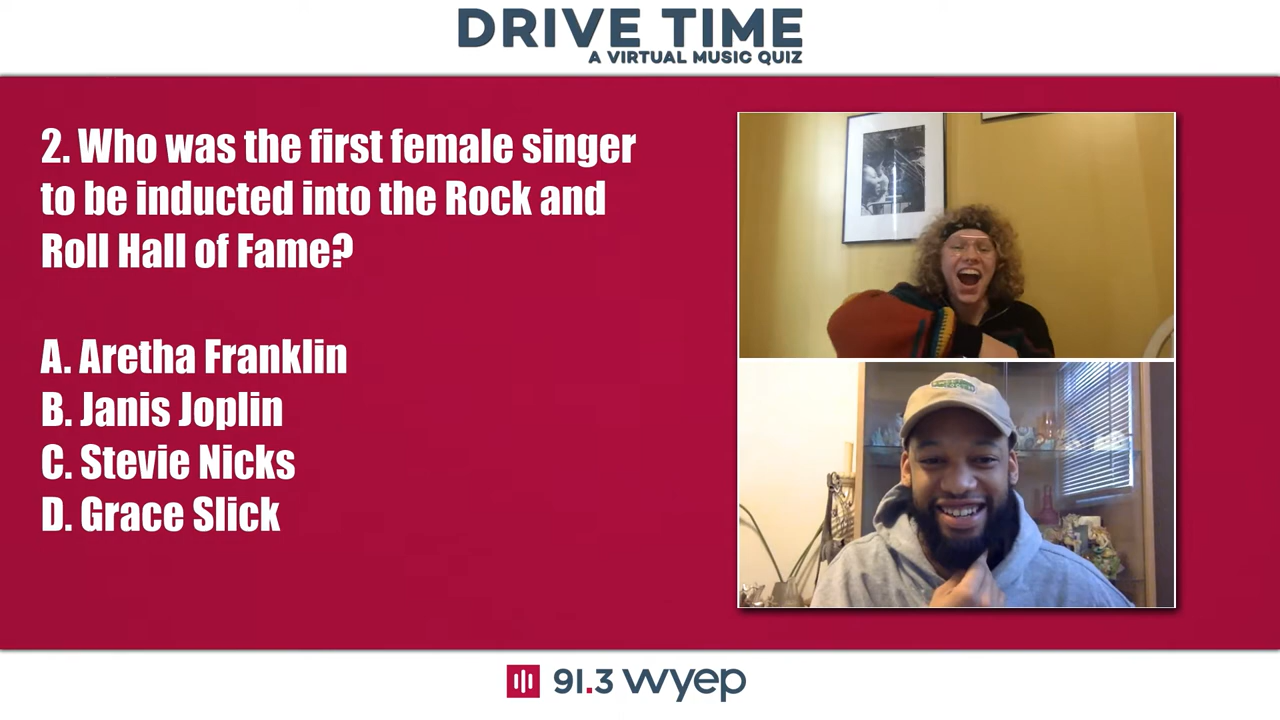 DRIVE TIME
A VIRTUAL MUSIC QUIZ
2. Who was the first female singer
to be inducted into the Rock and
Roll Hall of Fame?
A. Aretha Franklin
B. Janis Joplin
C. Stevie Nicks
D. Grace Slick
91.3 wyep